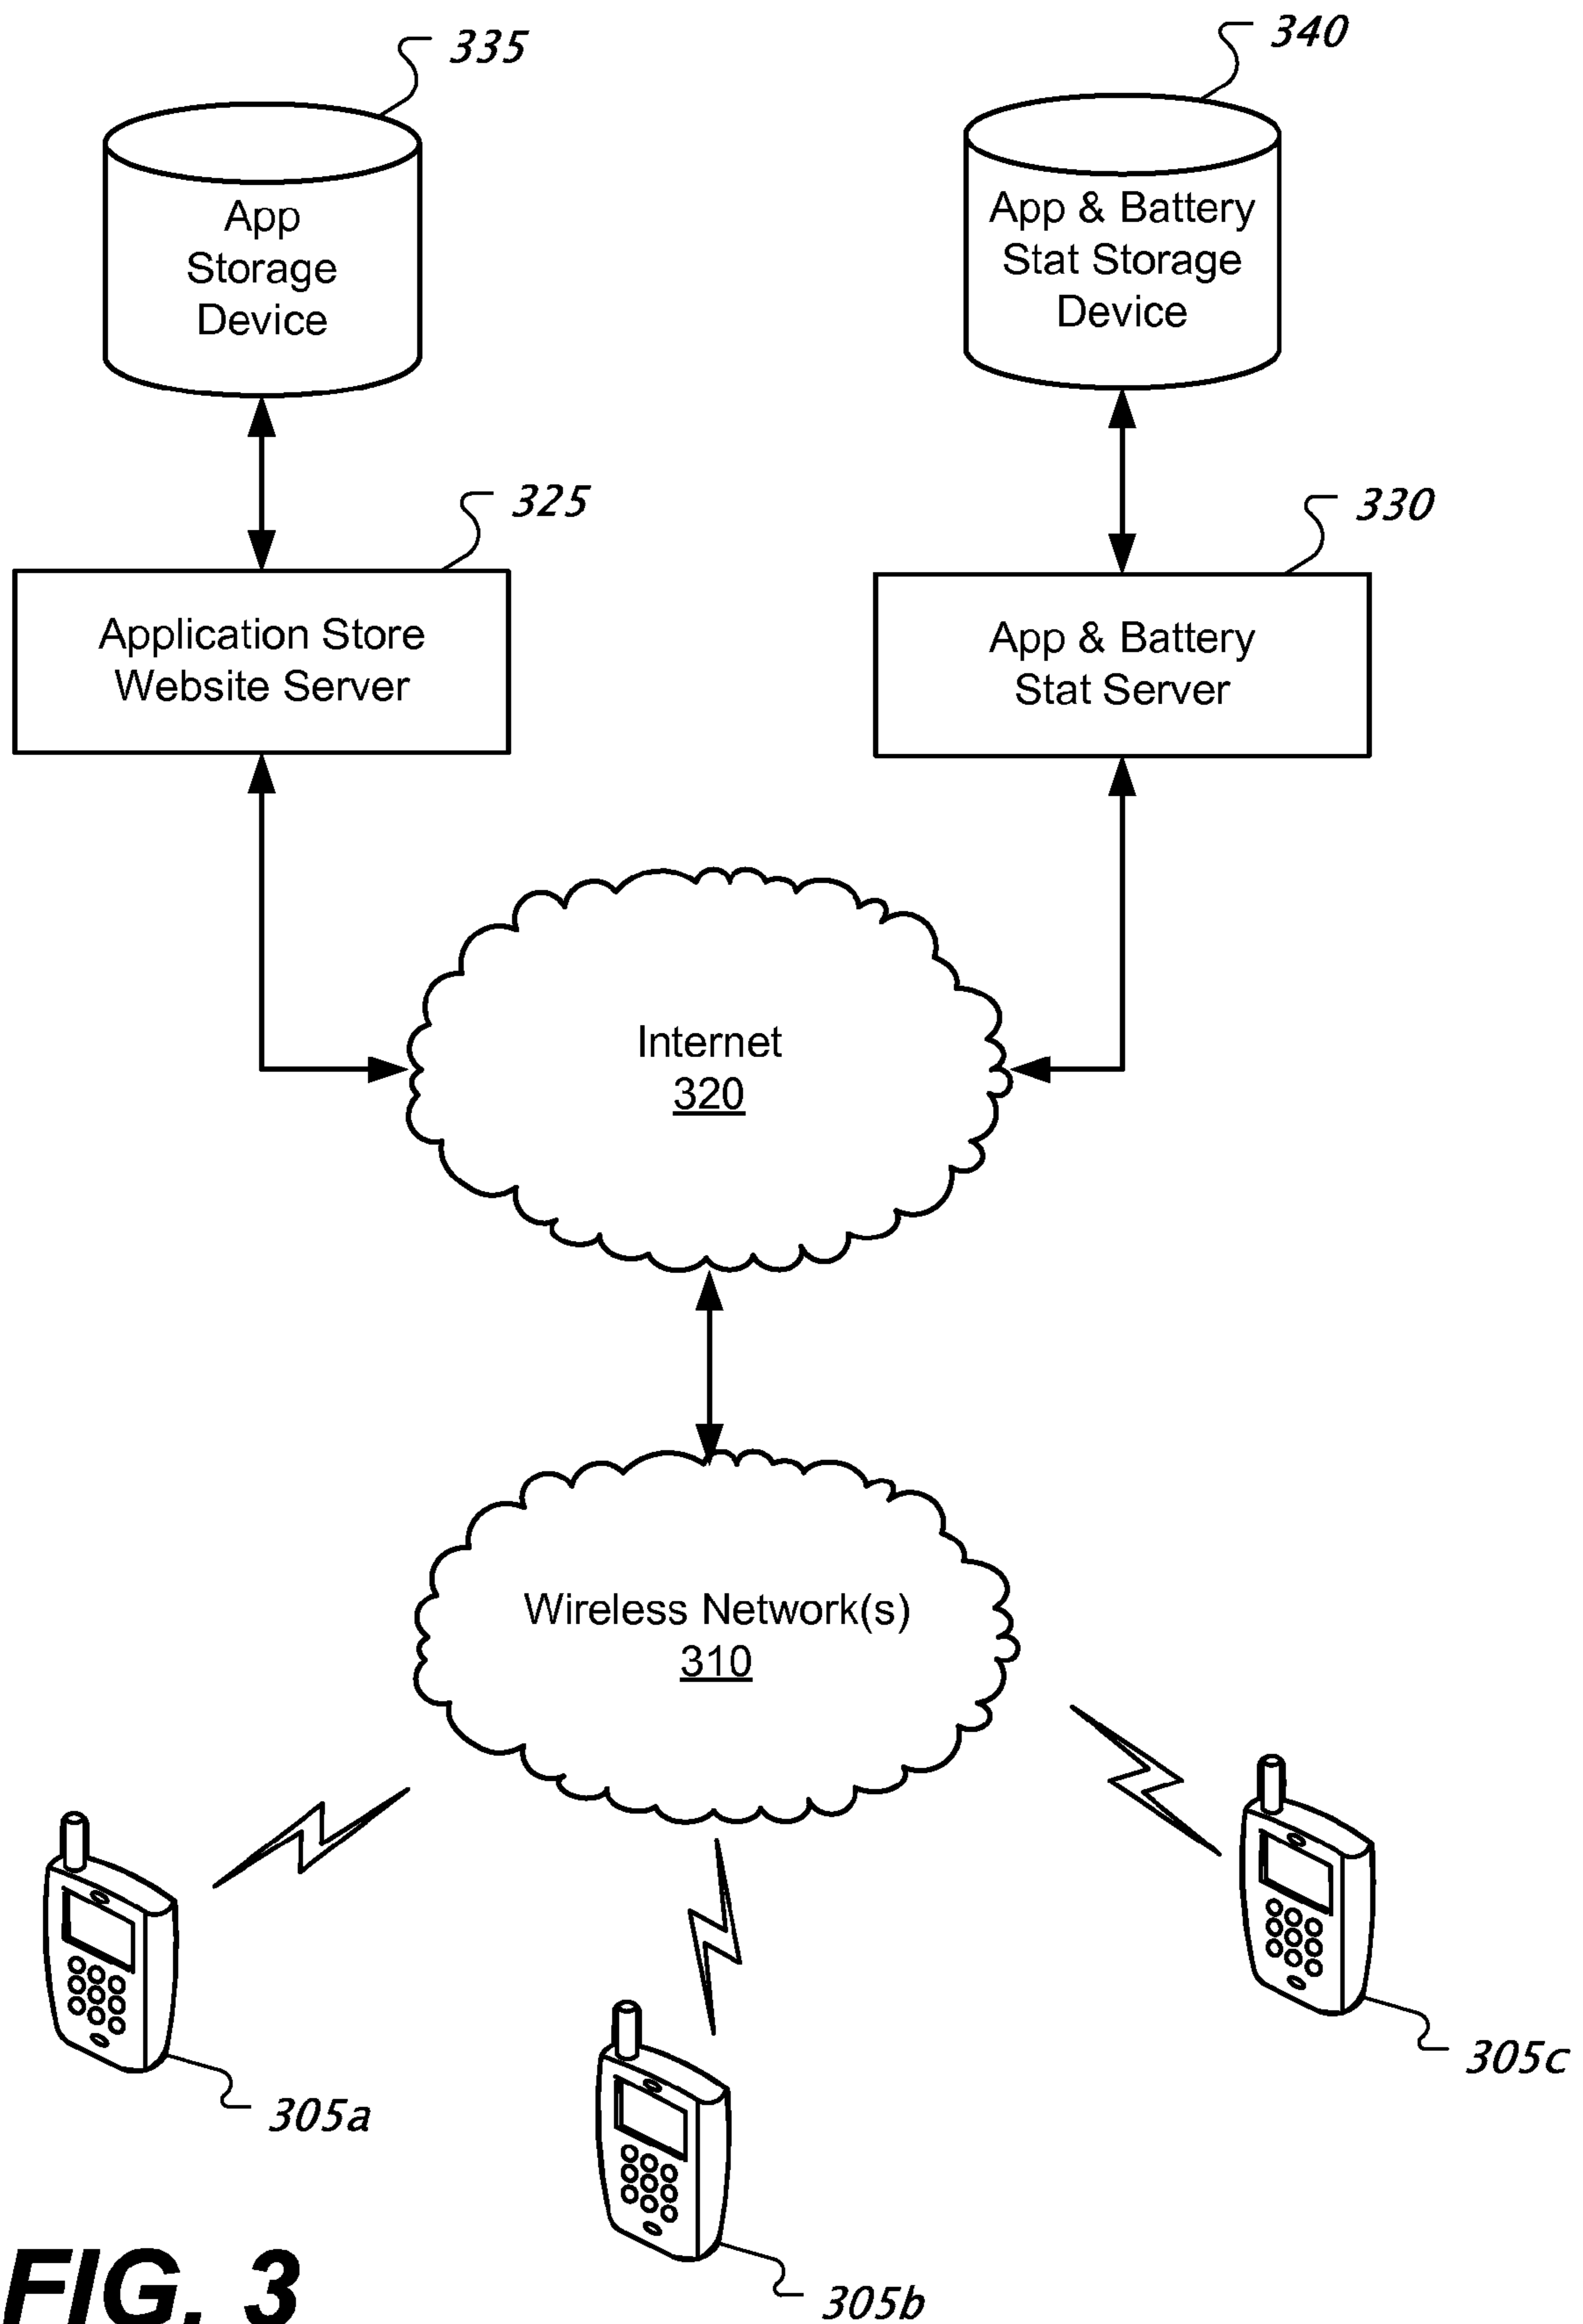 335
340
App
Storage
Device
App & Battery
Stat Storage
Device
325
330
Application Store
Website Server
App & Battery
Stat Server
Internet
320
Wireless Network(s)
310
305a
305b
305c
FIG. 3